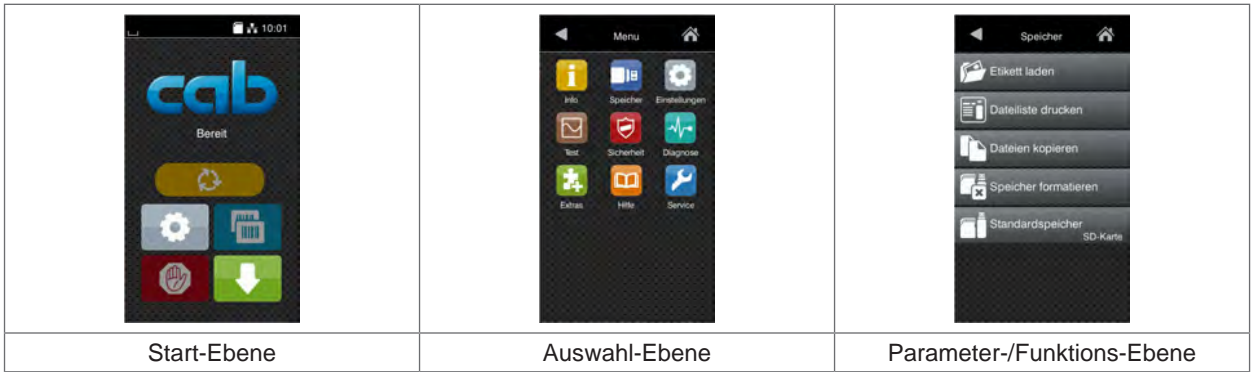 10:01
cab
Bereit
Menu
Info Speicher Einstellungen
Test Sicherheit Diagnose
Extras Hilfe Service
Speicher
Etikett laden
Dateiliste drucken
Dateien kopieren
Speicher formatieren
Standardspeicher
SD-Karte
Start-Ebene
Auswahl-Ebene
Parameter-/Funktions-Ebene